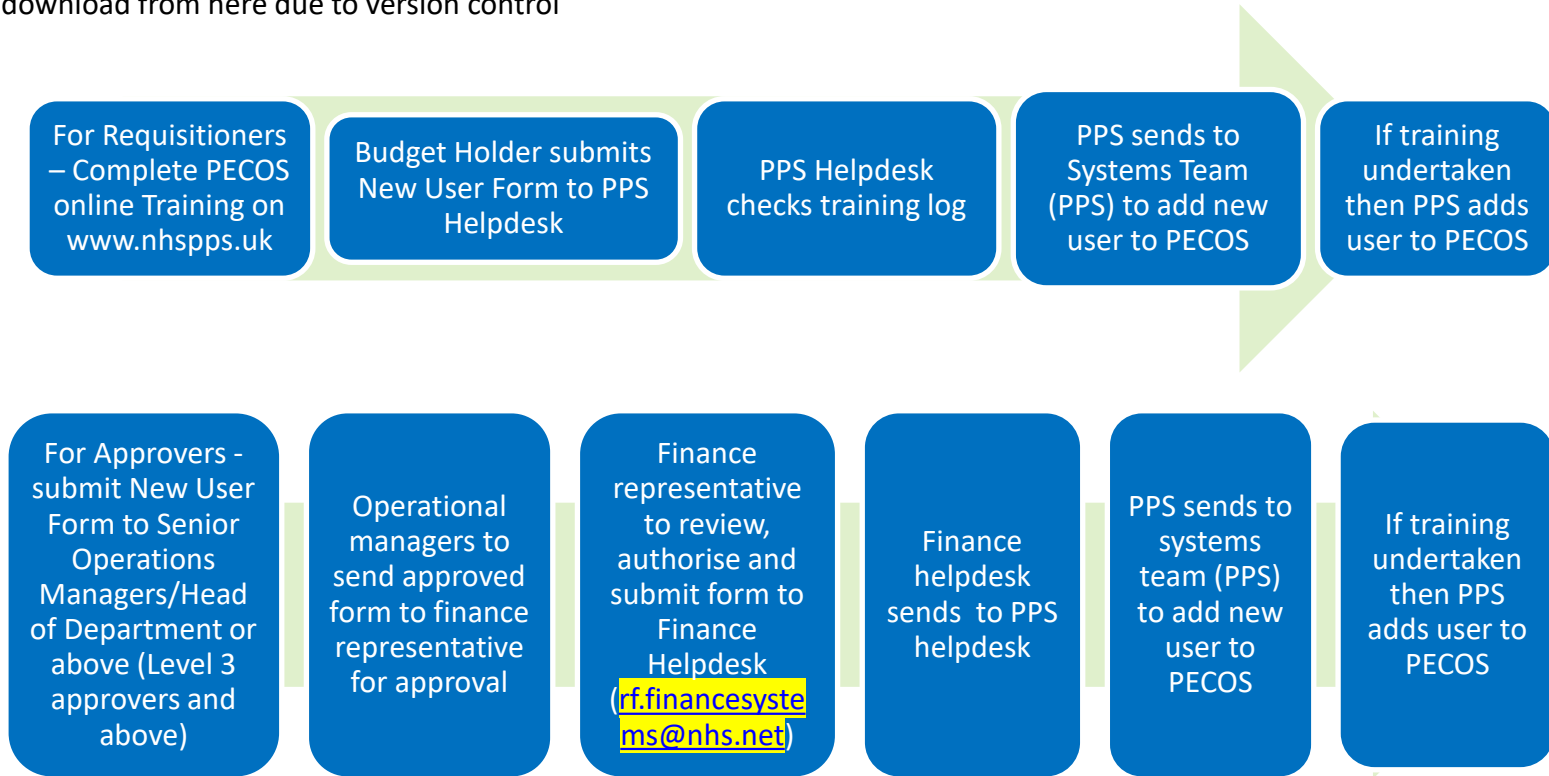 download from here due to version control
For Requisitioners
– Complete PECOS
online Training on
www.nhspps.uk
Budget Holder submits
New User Form to PPS
Helpdesk
PPS Helpdesk
checks training log
PPS sends to
Systems Team
(PPS) to add new
user to PECOS
If training
undertaken
then PPS adds
user to PECOS
For Approvers -
submit New User
Form to Senior
Operations
Managers/Head
of Department or
above (Level 3
approvers and
above)
Operational
managers to
send approved
form to finance
representative
for approval
Finance
representative
to review,
authorise and
submit form to
Finance
Helpdesk
(rf.financesyste
ms@nhs.net)
Finance
helpdesk
sends  to PPS
helpdesk
PPS sends to
systems
team (PPS)
to add new
user to
PECOS
If training
undertaken
then PPS
adds user to
PECOS